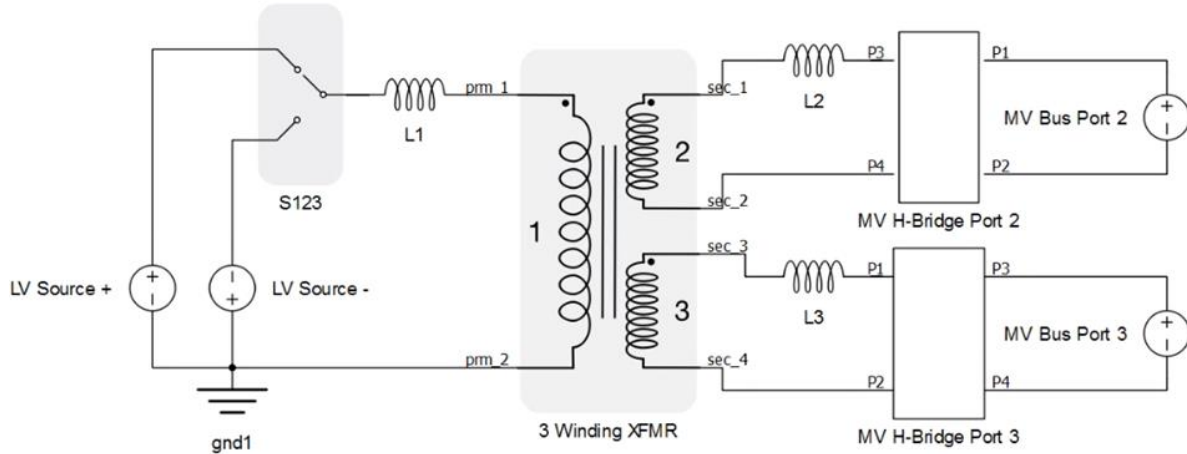 S123
L1
prm_1
prm_2
LV Source +
LV Source -
+
−
−
+
gnd1
1
2
3
3 Winding XFMR
sec_1
sec_2
sec_3
sec_4
L2
P3
P4
P1
P2
MV H-Bridge Port 2
MV Bus Port 2
+
−
L3
P1
P2
P3
P4
MV H-Bridge Port 3
MV Bus Port 3
+
−